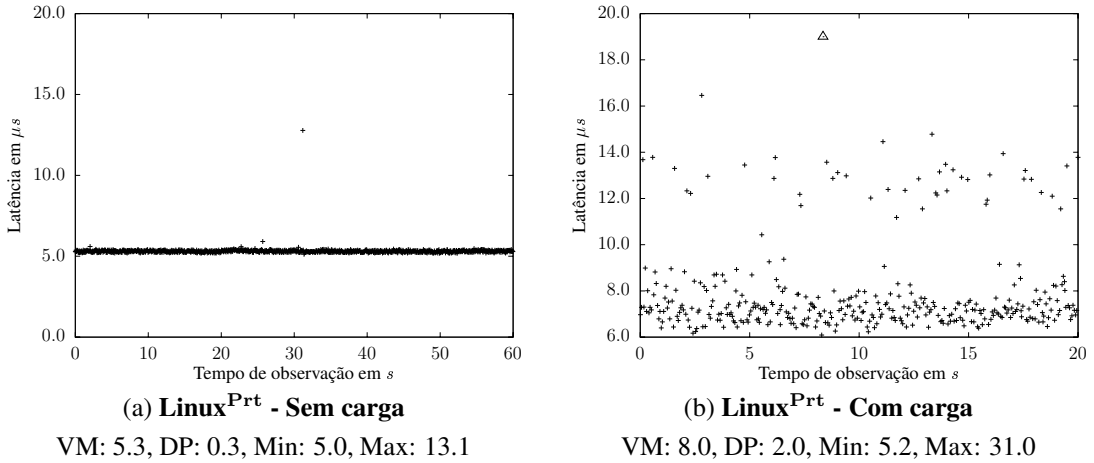 20.0
15.0
10.0
5.0
0.0
Latência em μs
0 10 20 30 40 50 60
Tempo de observação em s
(a) Linux^Prt - Sem carga
VM: 5.3, DP: 0.3, Min: 5.0, Max: 13.1
20.0
18.0
16.0
14.0
12.0
10.0
8.0
6.0
Latência em μs
0 5 10 15 20
Tempo de observação em s
(b) Linux^Prt - Com carga
VM: 8.0, DP: 2.0, Min: 5.2, Max: 31.0